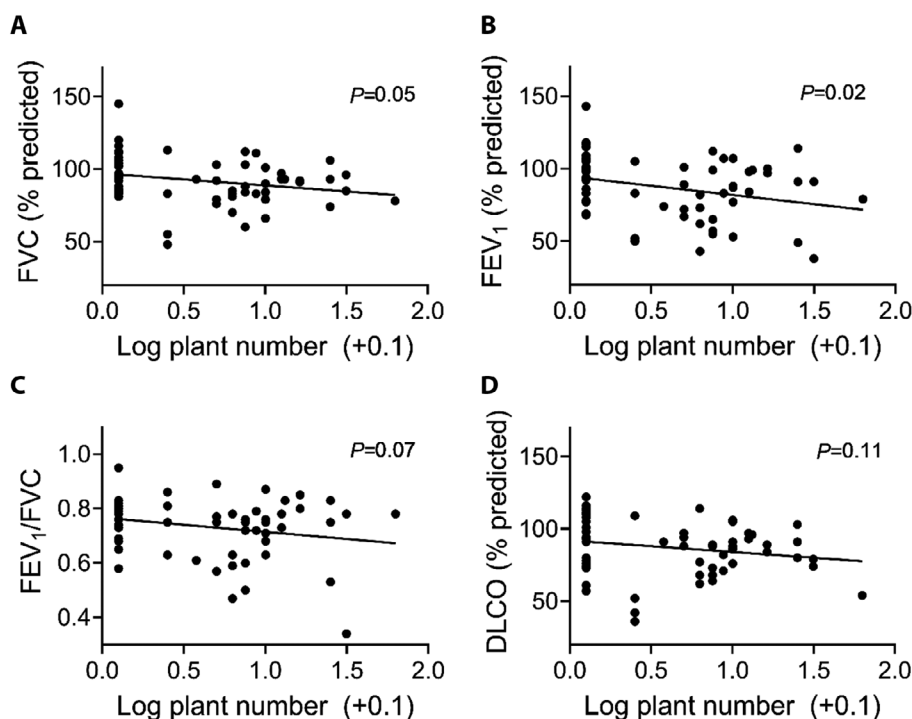 A
P=0.05
FVC (% predicted)
150
100
50
0.0 0.5 1.0 1.5 2.0
Log plant number (+0.1)
B
P=0.02
FEV₁ (% predicted)
150
100
50
0.0 0.5 1.0 1.5 2.0
Log plant number (+0.1)
C
P=0.07
FEV₁/FVC
1.0
0.8
0.6
0.4
0.0 0.5 1.0 1.5 2.0
Log plant number (+0.1)
D
P=0.11
DLCO (% predicted)
150
100
50
0.0 0.5 1.0 1.5 2.0
Log plant number (+0.1)